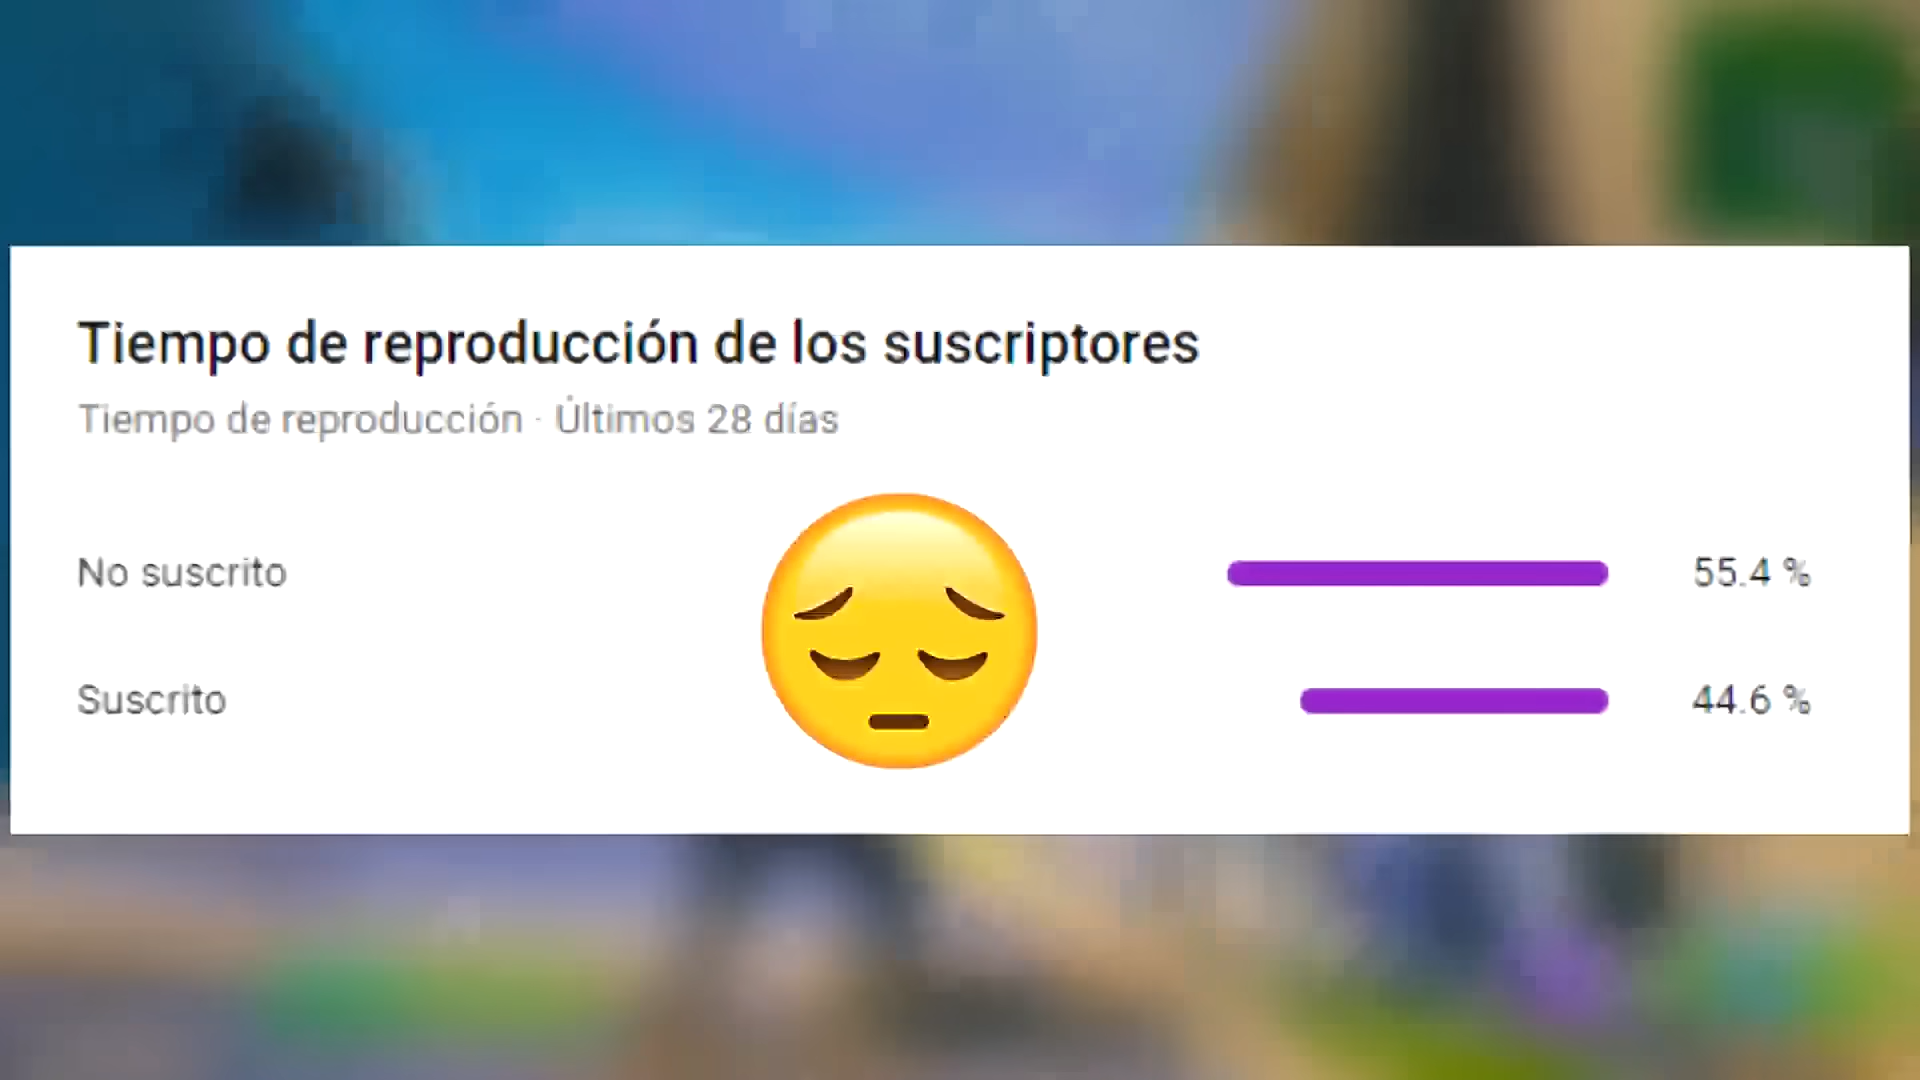 Tiempo de reproducción de los suscriptores
Tiempo de reproducción · Últimos 28 días
No suscrito 55.4 %
Suscrito 44.6 %